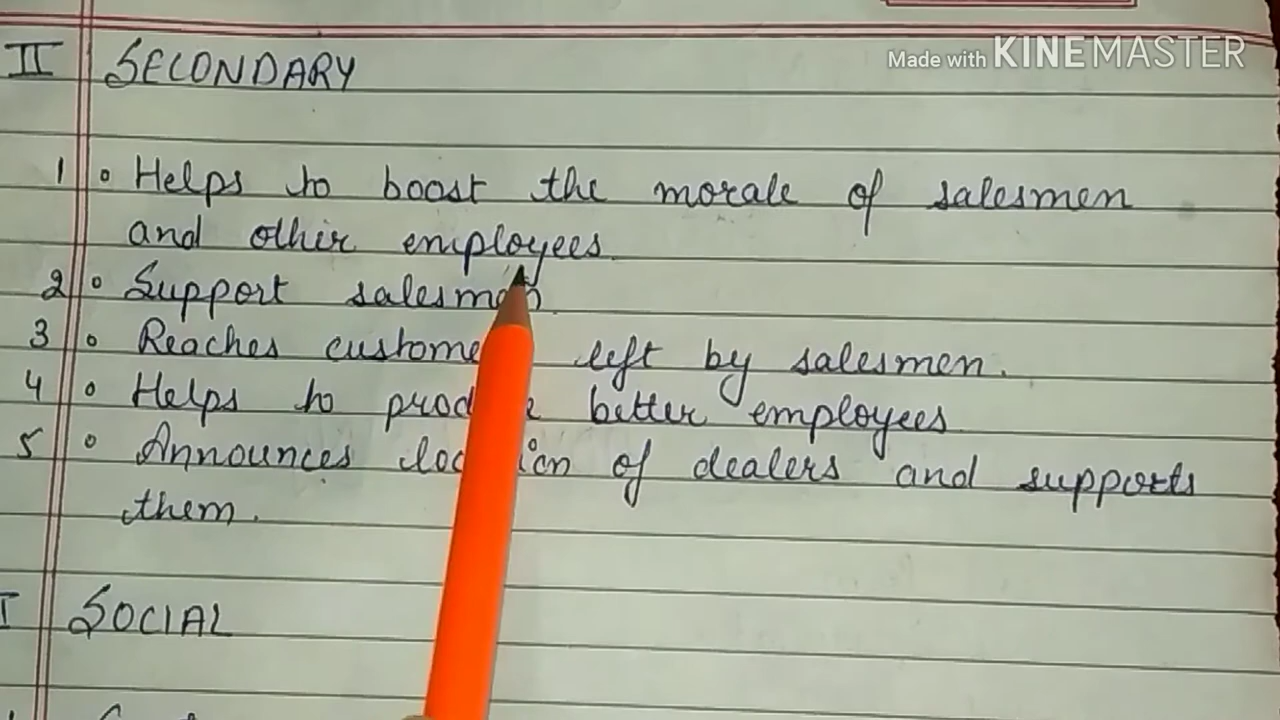 Made with KINEMASTER
II SECONDARY
1 Helps to boost the morale of salesmen
and other employees.
2 Support salesmen.
3 Reaches left by salesmen.
4 Helps to better employees.
5 Announces of dealers and supports
them.
SOCIAL